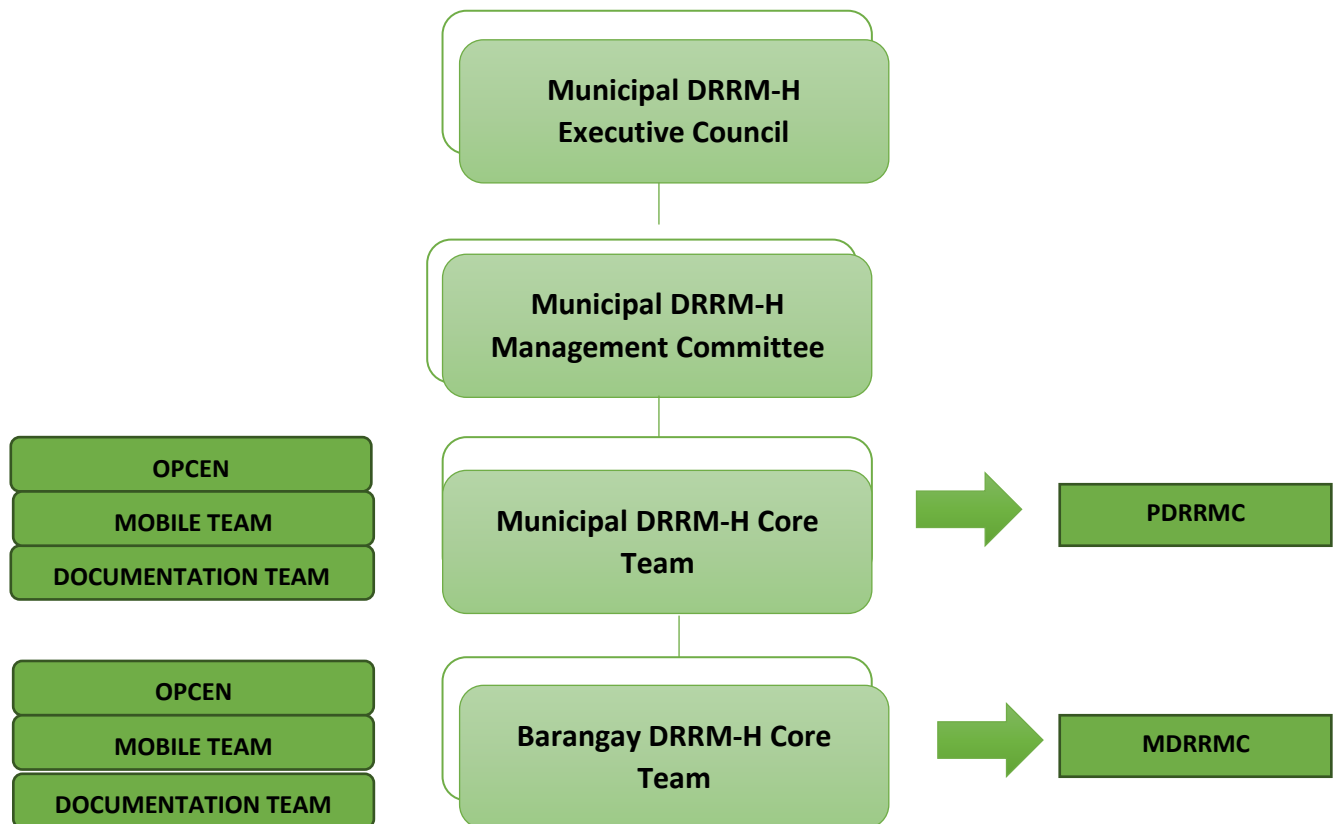 Municipal DRRM-H
Executive Council
Municipal DRRM-H
Management Committee
OPCEN
MOBILE TEAM
DOCUMENTATION TEAM
Municipal DRRM-H Core
Team
PDRRMC
OPCEN
MOBILE TEAM
DOCUMENTATION TEAM
Barangay DRRM-H Core
Team
MDRRMC